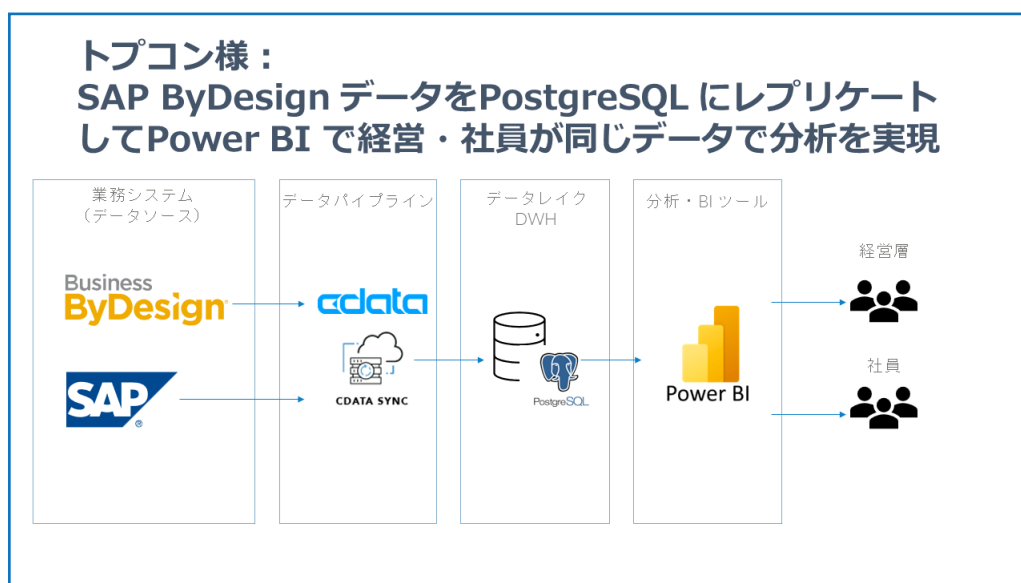 トプコン様：
SAP ByDesign データをPostgreSQL にレプリケート
してPower BI で経営・社員が同じデータで分析を実現
業務システム
（データソース）
データパイプライン
データレイク
DWH
分析・BI ツール
経営層
Business
ByDesign
cdata
CDATA SYNC
PostgreSQL
Power BI
社員
SAP
®